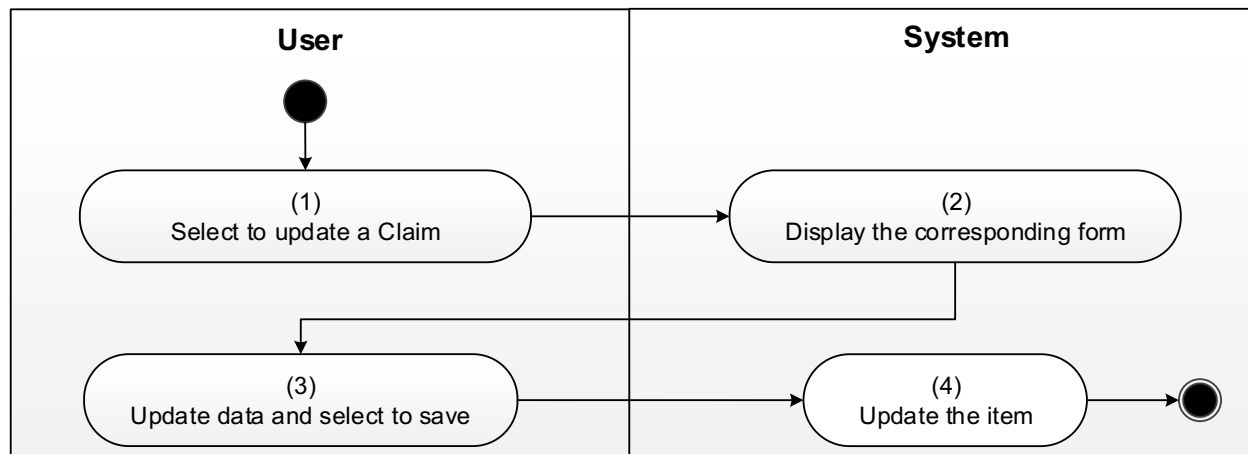 User
System
(1)
Select to update a Claim
(2)
Display the corresponding form
(3)
Update data and select to save
(4)
Update the item